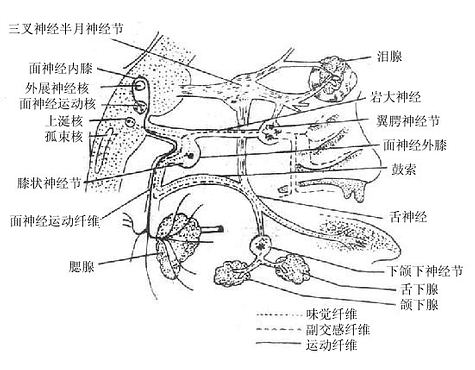 三叉神经半月神经节
面神经内膝
外展神经核
面神经运动核
上涎核
孤束核
膝状神经节
面神经运动纤维
腮腺
泪腺
岩大神经
翼腭神经节
面神经外膝
鼓索
舌神经
下颌下神经节
舌下腺
颌下腺
味觉纤维
副交感纤维
运动纤维